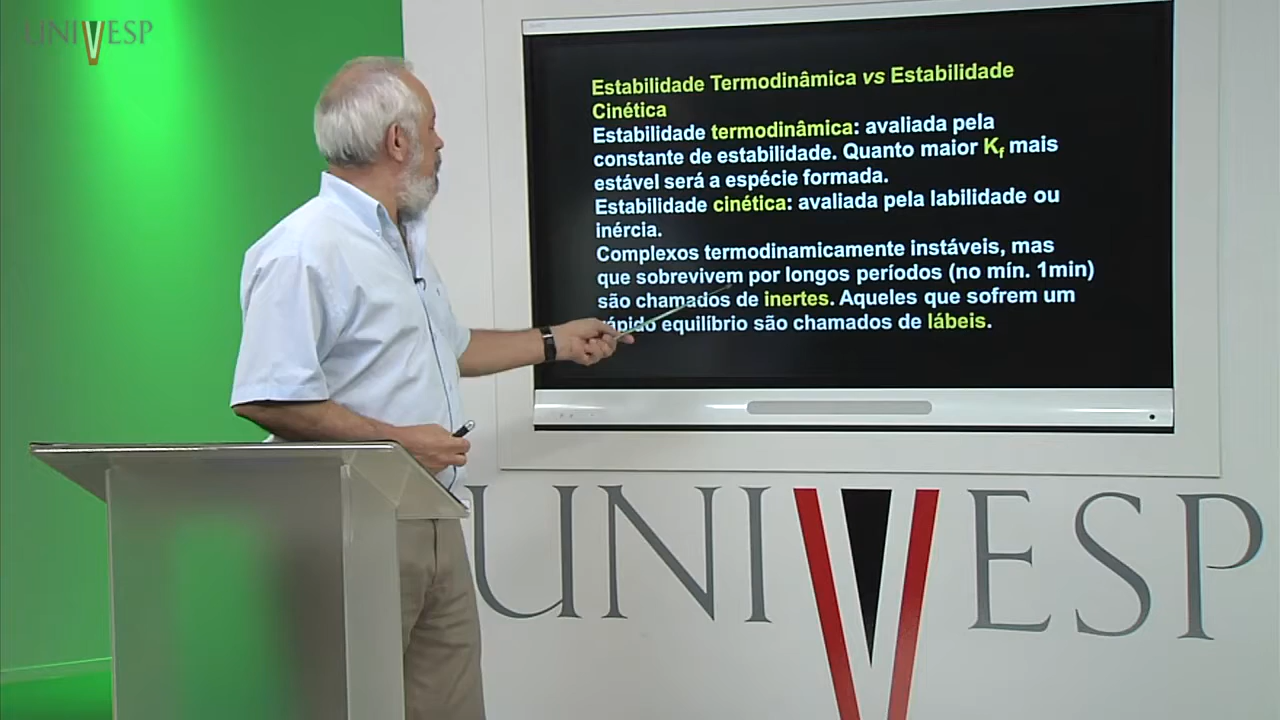 UNIVESP
Estabilidade Termodinâmica vs Estabilidade
Cinética
Estabilidade termodinâmica: avaliada pela
constante de estabilidade. Quanto maior Kf mais
estável será a espécie formada.
Estabilidade cinética: avaliada pela labilidade ou
inércia.
Complexos termodinamicamente instáveis, mas
que sobrevivem por longos períodos (no mín. 1min)
são chamados de inertes. Aqueles que sofrem um
rápido equilíbrio são chamados de lábeis.
UNIVESP